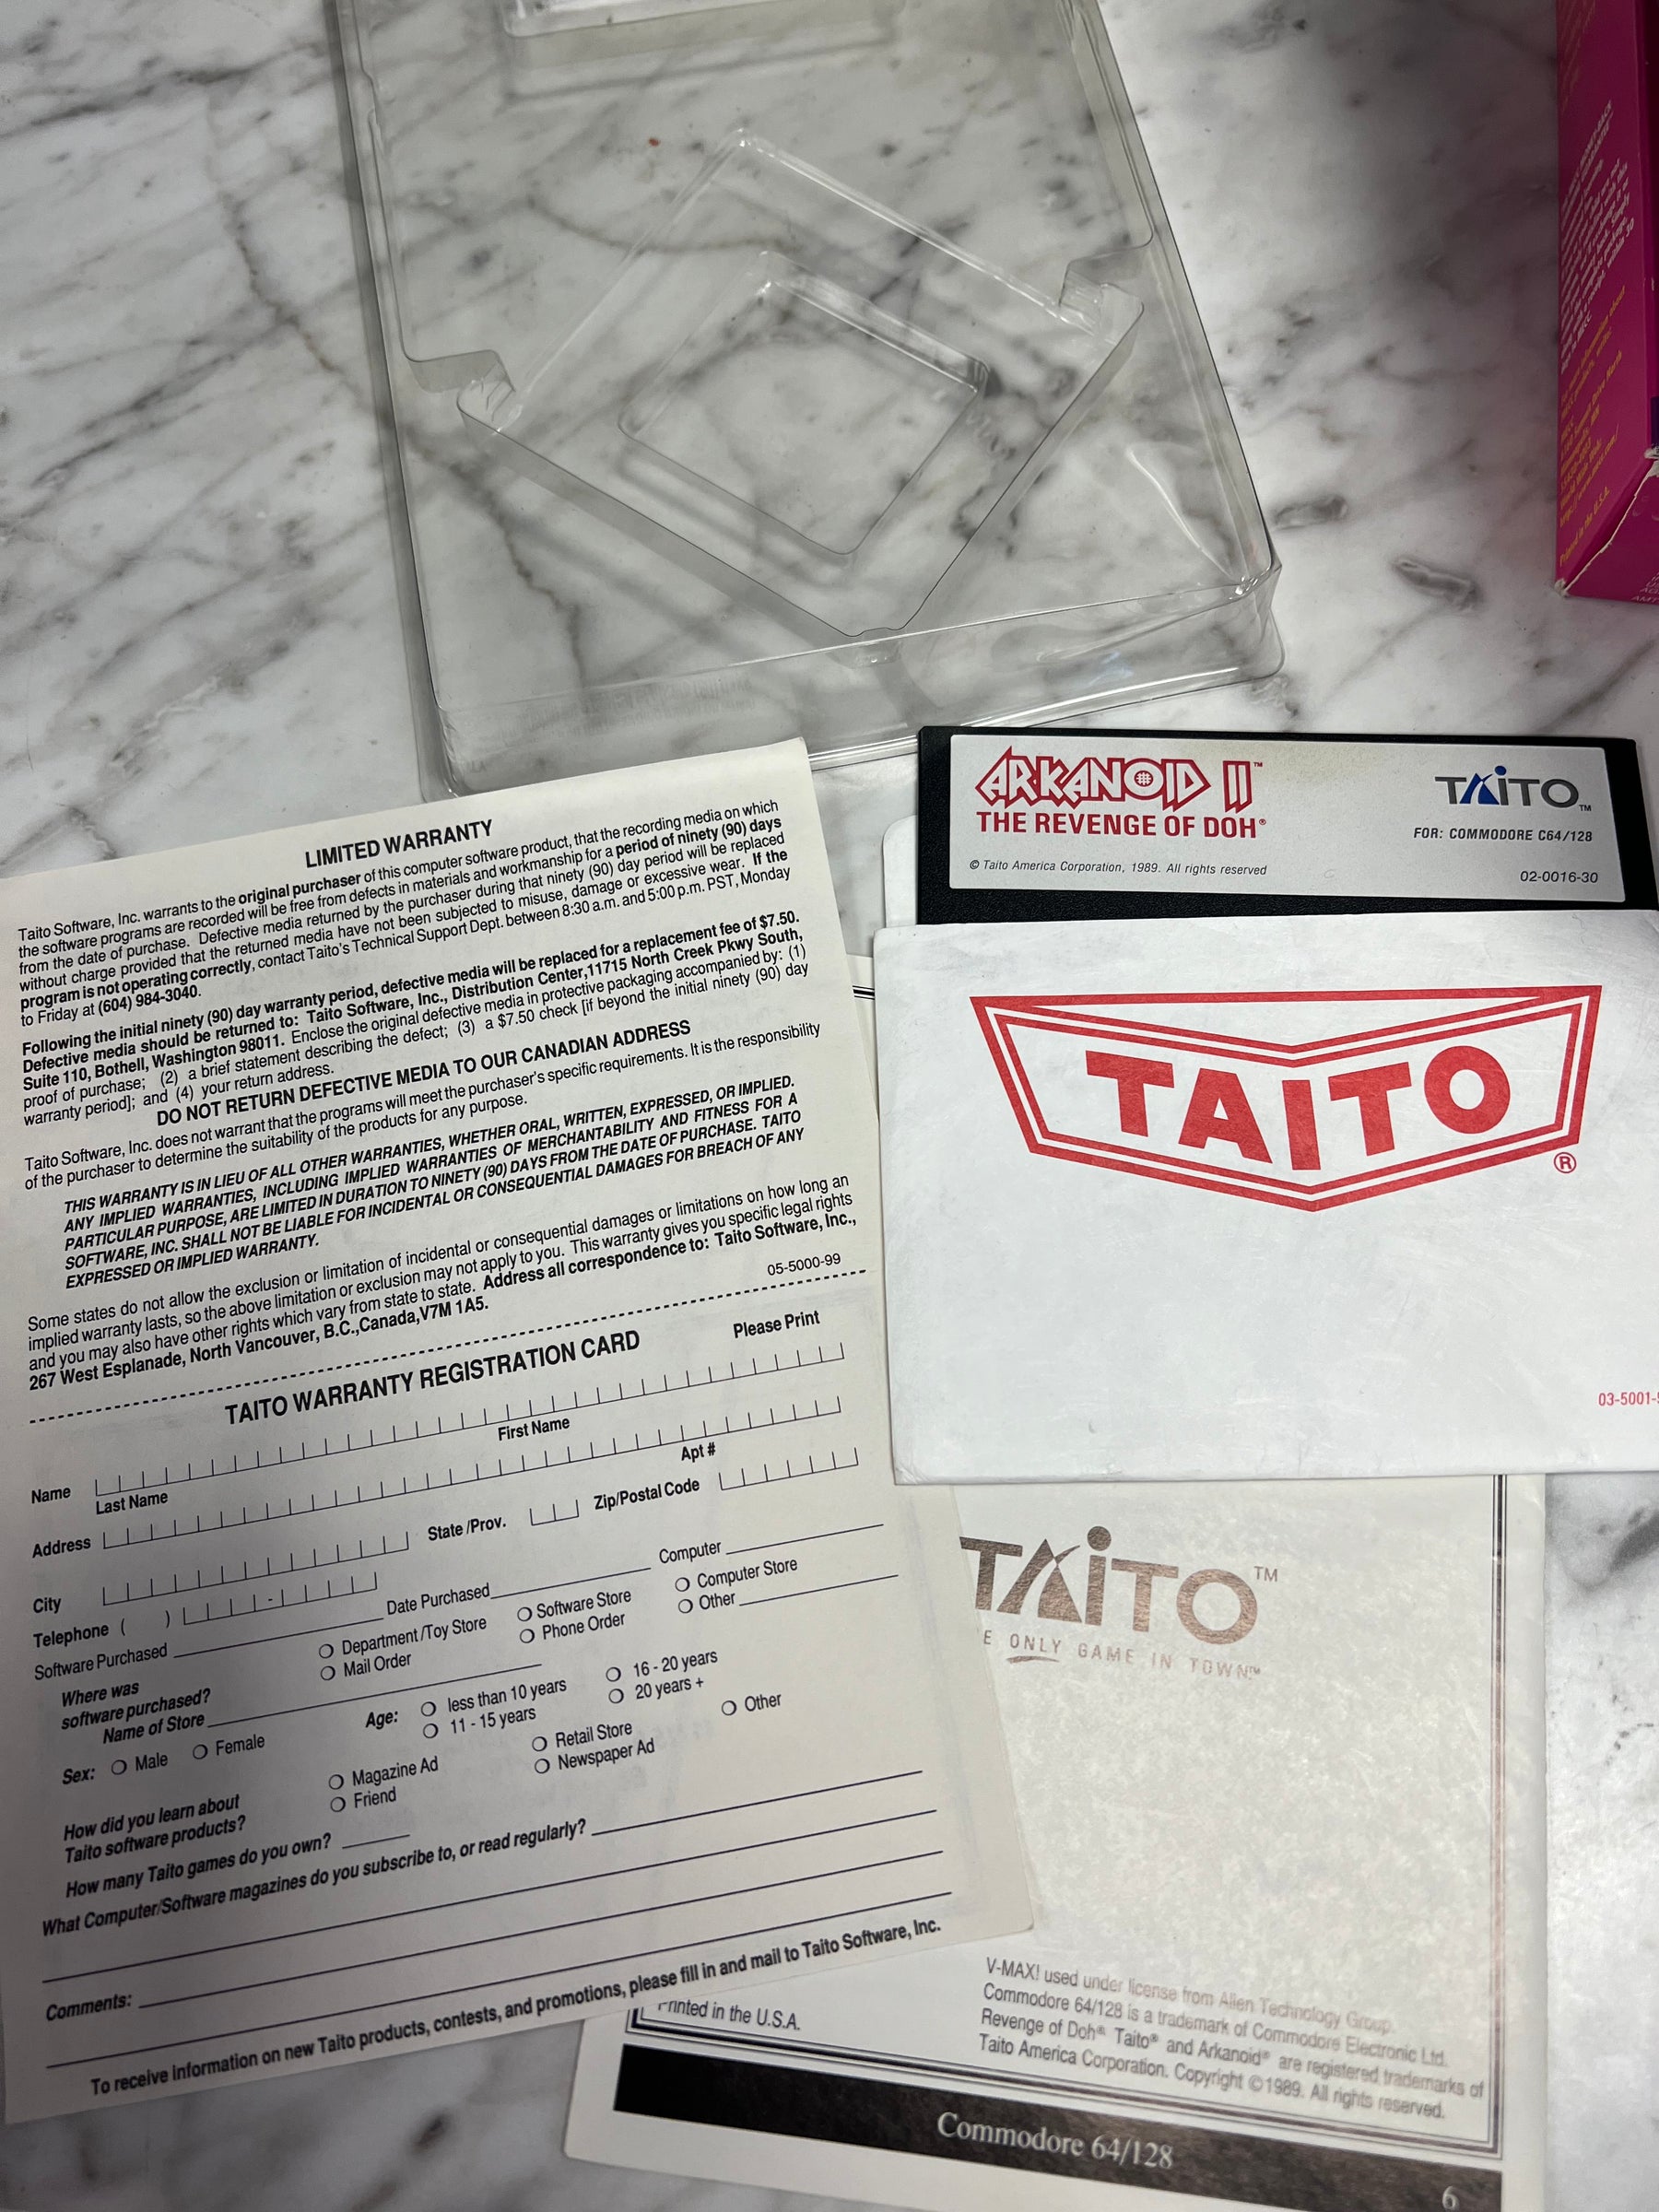 LIMITED WARRANTY
Taito Software, Inc. warrants to the original purchaser of this computer software product, that the recording media on which
the software programs are recorded will be free from defects in materials and workmanship for a period of ninety (90) days
from the date of purchase. Defective media returned by the purchaser during that ninety (90) day period will be replaced
without charge provided that the returned media have not been subjected to misuse, damage or excessive wear. If the
program is not operating correctly, contact Taito's Technical Support Dept. between 8:30 a.m. and 5:00 p.m. PST, Monday
to Friday at (604) 984-3040.
Following the initial ninety (90) day warranty period, defective media will be replaced for a replacement fee of $7.50.
Defective media should be returned to: Taito Software, Inc., Distribution Center,11715 North Creek Pkwy South,
Suite 110, Bothell, Washington 98011. Enclose the original defective media in protective packaging accompanied by: (1)
proof of purchase; (2) a brief statement describing the defect; (3) a $7.50 check [if beyond the initial ninety (90) day
warranty period]; and (4) your return address.
DO NOT RETURN DEFECTIVE MEDIA TO OUR CANADIAN ADDRESS
Taito Software, Inc. does not warrant that the programs will meet the purchaser's specific requirements. It is the responsibility
of the purchaser to determine the suitability of the products for any purpose.
THIS WARRANTY IS IN LIEU OF ALL OTHER WARRANTIES, WHETHER ORAL, WRITTEN, EXPRESSED, OR IMPLIED.
ANY IMPLIED WARRANTIES, INCLUDING IMPLIED WARRANTIES OF MERCHANTABILITY AND FITNESS FOR A
PARTICULAR PURPOSE, ARE LIMITED IN DURATION TO NINETY (90) DAYS FROM THE DATE OF PURCHASE. TAITO
SOFTWARE, INC. SHALL NOT BE LIABLE FOR INCIDENTAL OR CONSEQUENTIAL DAMAGES FOR BREACH OF ANY
EXPRESSED OR IMPLIED WARRANTY.
Some states do not allow the exclusion or limitation of incidental or consequential damages or limitations on how long an
implied warranty lasts, so the above limitation or exclusion may not apply to you. This warranty gives you specific legal rights
and you may also have other rights which vary from state to state. Address all correspondence to: Taito Software, Inc.,
267 West Esplanade, North Vancouver, B.C.,Canada,V7M 1A5.
05-5000-99
TAITO WARRANTY REGISTRATION CARD
Please Print
Name
Last Name
First Name
Address
Apt #
City
State /Prov.
Zip/Postal Code
Telephone ( ) -
Software Purchased
Date Purchased
Computer
Where was
software purchased?
Department /Toy Store
Software Store
Computer Store
Mail Order
Phone Order
Other
Name of Store
Sex: Male Female
Age: less than 10 years
16 - 20 years
11 - 15 years
20 years +
How did you learn about
Taito software products?
Magazine Ad
Retail Store
Other
Friend
Newspaper Ad
How many Taito games do you own?
What Computer/Software magazines do you subscribe to, or read regularly?
Comments:
To receive information on new Taito products, contests, and promotions, please fill in and mail to Taito Software, Inc.
ARKANOID II™
THE REVENGE OF DOH®
TAITO™
FOR: COMMODORE C64/128
© Taito America Corporation, 1989. All rights reserved
02-0016-30
TAITO
®
03-5001-
TAITO™
ONLY GAME IN TOWN™
Printed in the U.S.A.
V-MAX! used under license from Alien Technology Group.
Commodore 64/128 is a trademark of Commodore Electronic Ltd.
Revenge of Doh® Taito® and Arkanoid® are registered trademarks of
Taito America Corporation. Copyright ©1989. All rights reserved.
Commodore 64/128
6
Printed in the U.S.A.